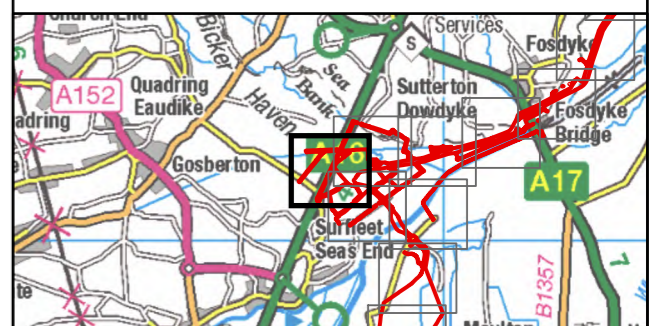 Church End
Services
Bicker
Fosdyke
S
A152
Quadring
Eaudike
Sea
Bank
Sutterton
Dowdyke
Haven
Fosdyke
Bridge
adring
Gosberton
A17
Surfleet
Seas End
B1357
7
te